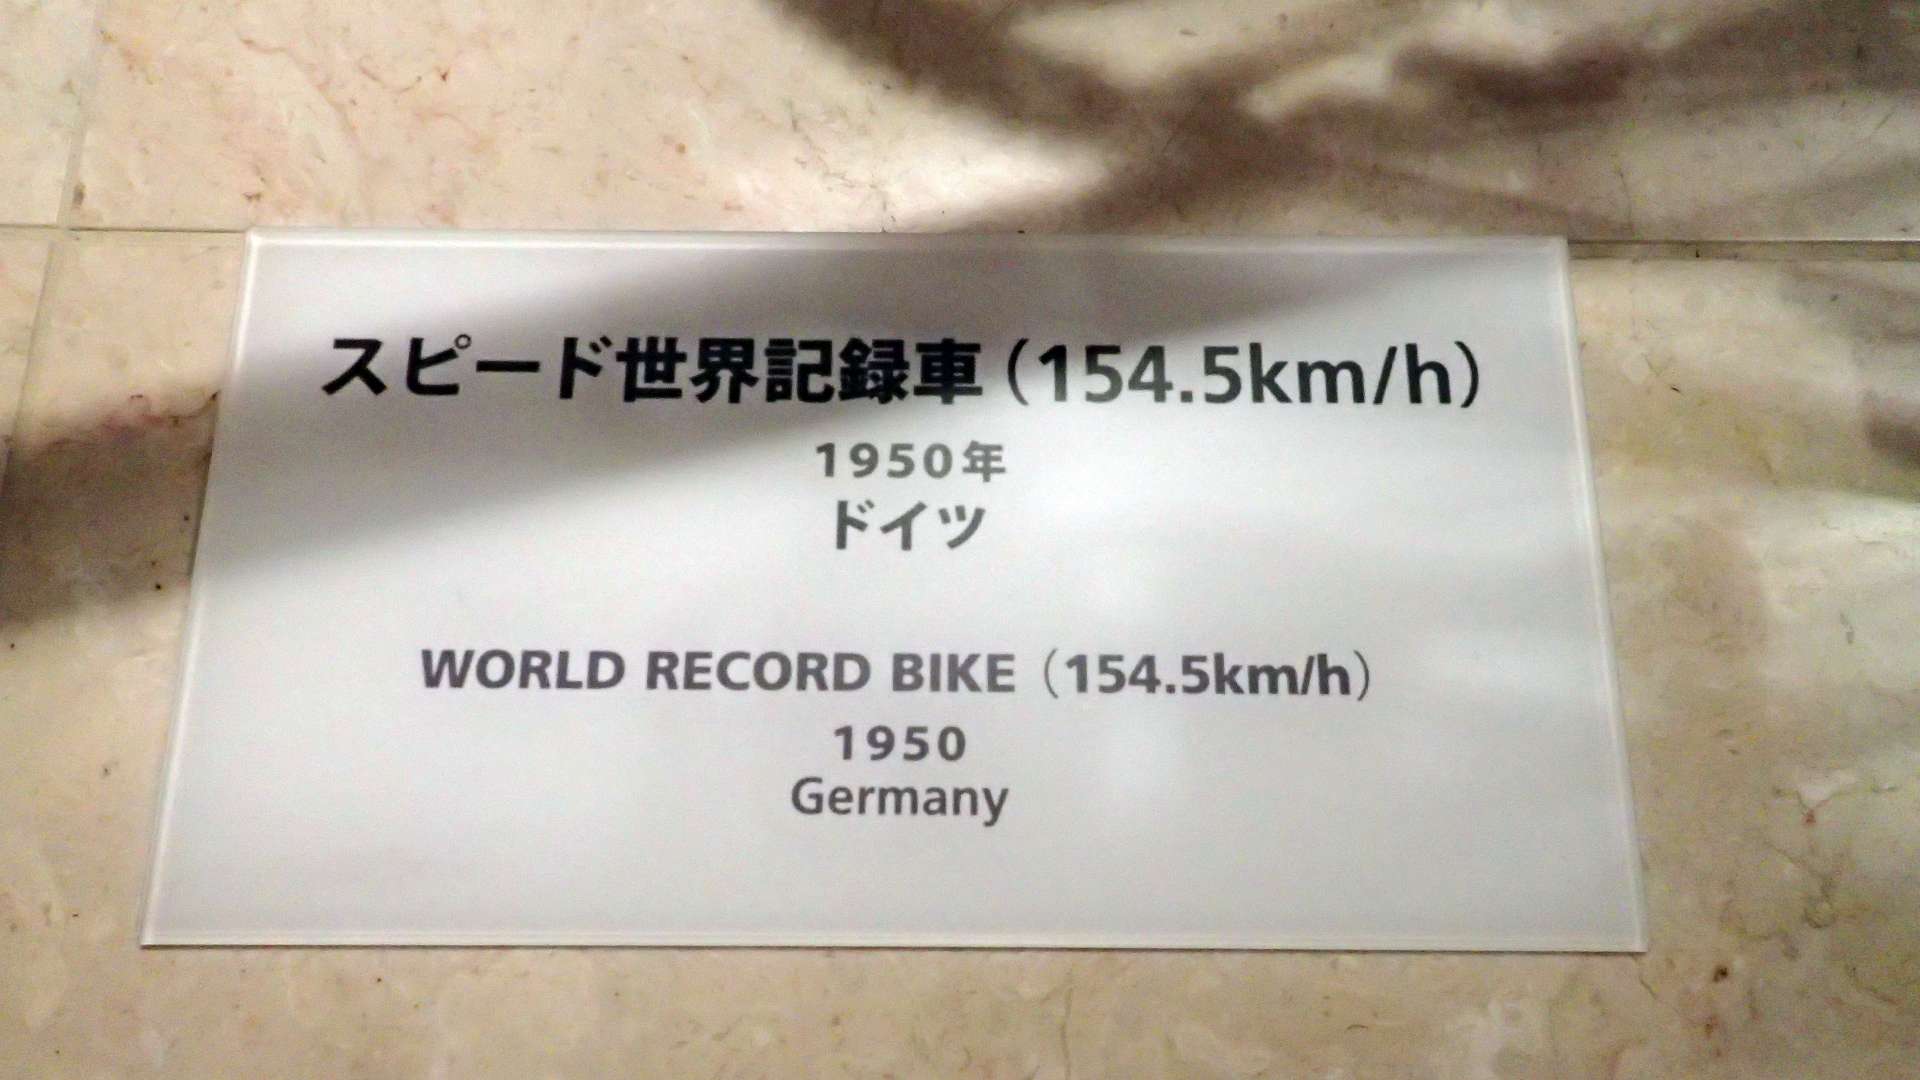 スピード世界記録車（154.5km/h）
1950年
ドイツ
WORLD RECORD BIKE（154.5km/h）
1950
Germany